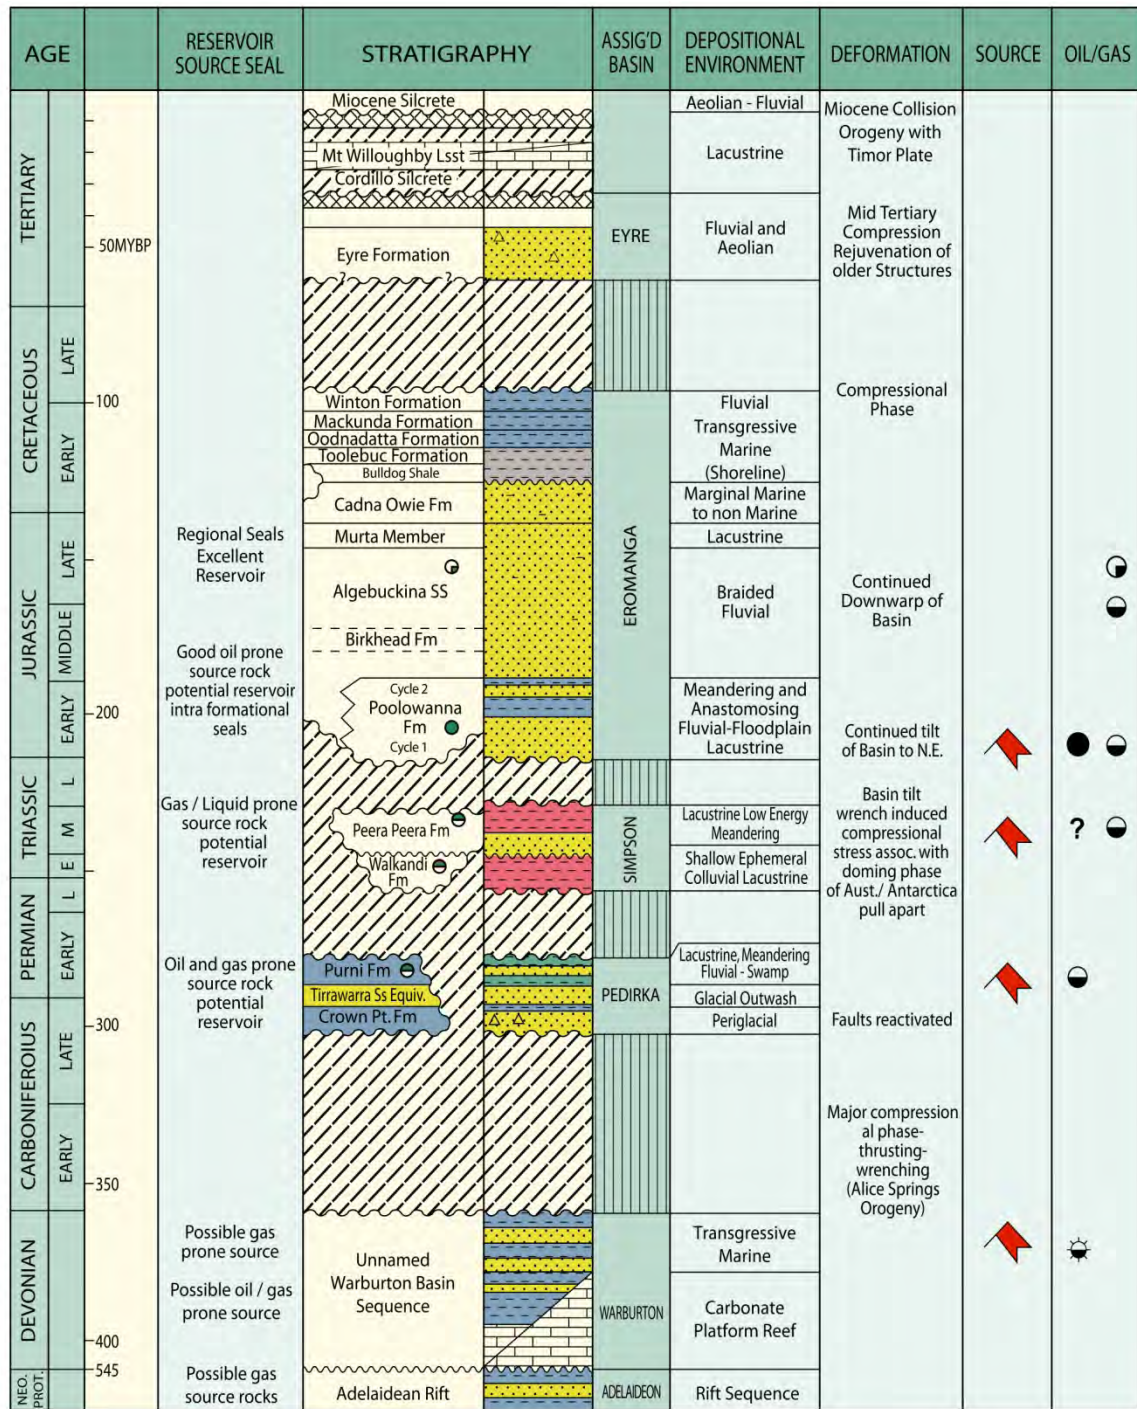 AGE
RESERVOIR
SOURCE SEAL
STRATIGRAPHY
ASSIG'D
BASIN
DEPOSITIONAL
ENVIRONMENT
DEFORMATION
SOURCE
OIL/GAS
TERTIARY
CRETACEOUS
LATE
EARLY
JURASSIC
LATE
MIDDLE
EARLY
TRIASSIC
L
M
E
PERMIAN
L
EARLY
CARBONIFEROUS
LATE
EARLY
DEVONIAN
NEO.
PROT.
50MYBP
100
200
300
350
400
545
Regional Seals
Excellent
Reservoir
Good oil prone
source rock
potential reservoir
intra formational
seals
Gas / Liquid prone
source rock
potential
reservoir
Oil and gas prone
source rock
potential
reservoir
Possible gas
prone source
Possible oil / gas
prone source
Possible gas
source rocks
Miocene Silcrete
Mt Willoughby Lsst
Cordillo Silcrete
Eyre Formation
? ?
Winton Formation
Mackunda Formation
Oodnadatta Formation
Toolebuc Formation
Bulldog Shale
Cadna Owie Fm
Murta Member
Algebuckina SS
Birkhead Fm
Cycle 2
Poolowanna
Fm
Cycle 1
Peera Peera Fm
Walkandi
Fm
Purni Fm
Tirrawarra Ss Equiv.
Crown Pt. Fm
Unnamed
Warburton Basin
Sequence
Adelaidean Rift
EYRE
EROMANGA
SIMPSON
PEDIRKA
WARBURTON
ADELAIDEON
Aeolian - Fluvial
Lacustrine
Fluvial and
Aeolian
Fluvial
Transgressive
Marine
(Shoreline)
Marginal Marine
to non Marine
Lacustrine
Braided
Fluvial
Meandering and
Anastomosing
Fluvial-Floodplain
Lacustrine
Lacustrine Low Energy
Meandering
Shallow Ephemeral
Colluvial Lacustrine
Lacustrine, Meandering
Fluvial - Swamp
Glacial Outwash
Periglacial
Transgressive
Marine
Carbonate
Platform Reef
Rift Sequence
Miocene Collision
Orogeny with
Timor Plate
Mid Tertiary
Compression
Rejuvenation of
older Structures
Compressional
Phase
Continued
Downwarp of
Basin
Continued tilt
of Basin to N.E.
Basin tilt
wrench induced
compressional
stress assoc. with
doming phase
of Aust./ Antarctica
pull apart
Faults reactivated
Major compression
al phase-
thrusting-
wrenching
(Alice Springs
Orogeny)
?